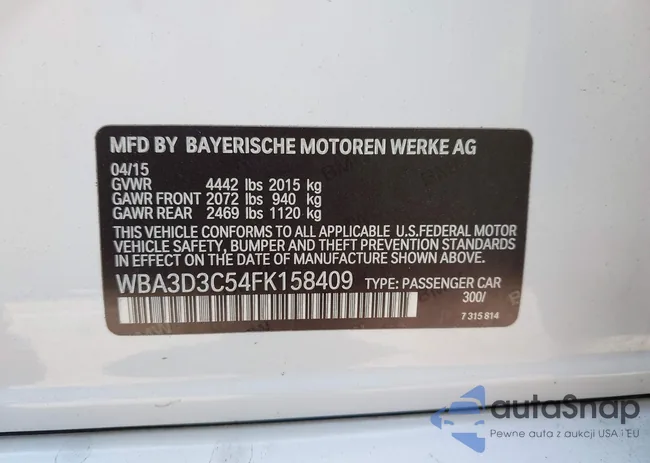 MFD BY BAYERISCHE MOTOREN WERKE AG
04/15
GVWR 4442 lbs 2015 kg
GAWR FRONT 2072 lbs 940 kg
GAWR REAR 2469 lbs 1120 kg
THIS VEHICLE CONFORMS TO ALL APPLICABLE U.S.FEDERAL MOTOR
VEHICLE SAFETY, BUMPER AND THEFT PREVENTION STANDARDS
IN EFFECT ON THE DATE OF MANUFACTURE SHOWN ABOVE.
WBA3D3C54FK158409 TYPE: PASSENGER CAR
300/
7 315 814
autoSnap
Pewne auta z aukcji USA i EU